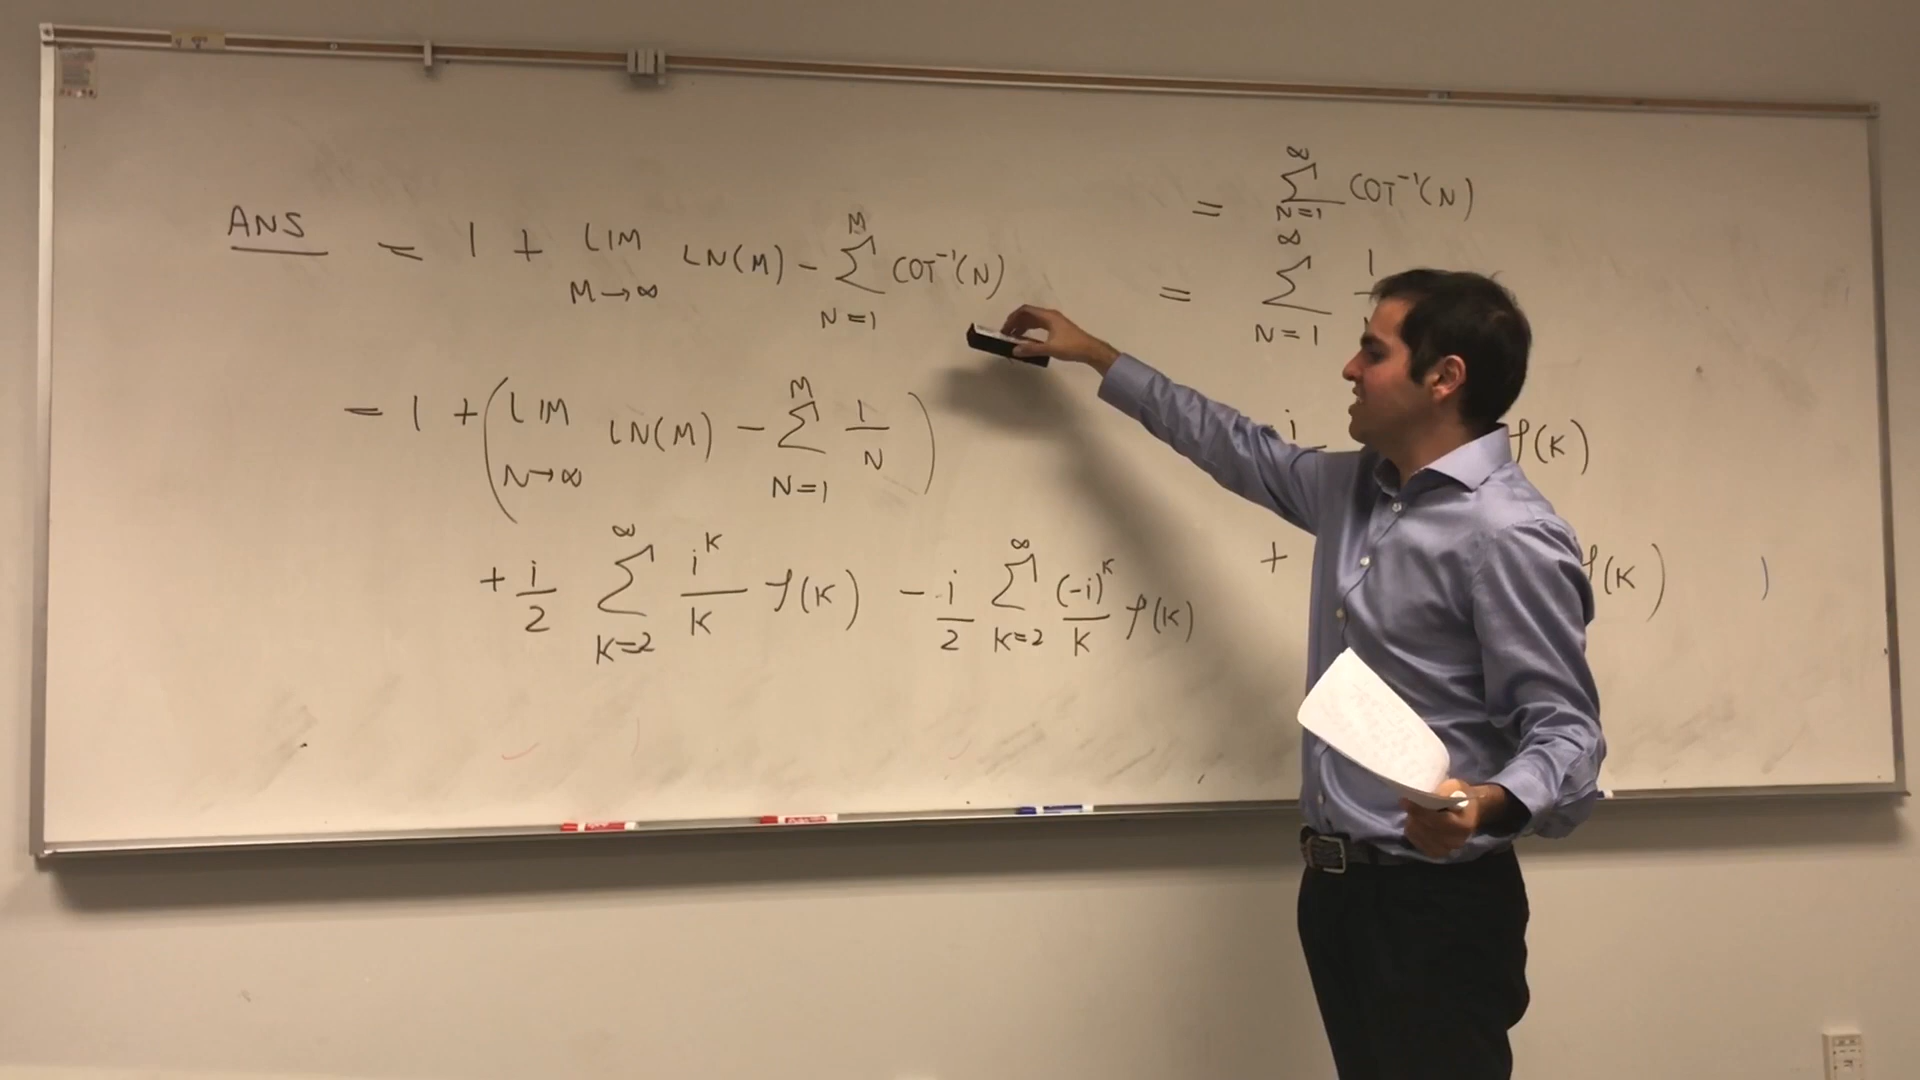 ANS = 1 + LIM M→∞ LN(M) - ∑ N=1 M COT⁻¹(N)
= 1 + ( LIM N→∞ LN(M) - ∑ N=1 M 1/N )
+ i/2 ∑ K=2 ∞ i^K/K ζ(K) - i/2 ∑ K=2 ∞ (-i)^K/K ζ(K)
= ∑ N=1 ∞ COT⁻¹(N)
= ∑ N=1 ∞ 1
i ζ(K)
+ ζ(K) )